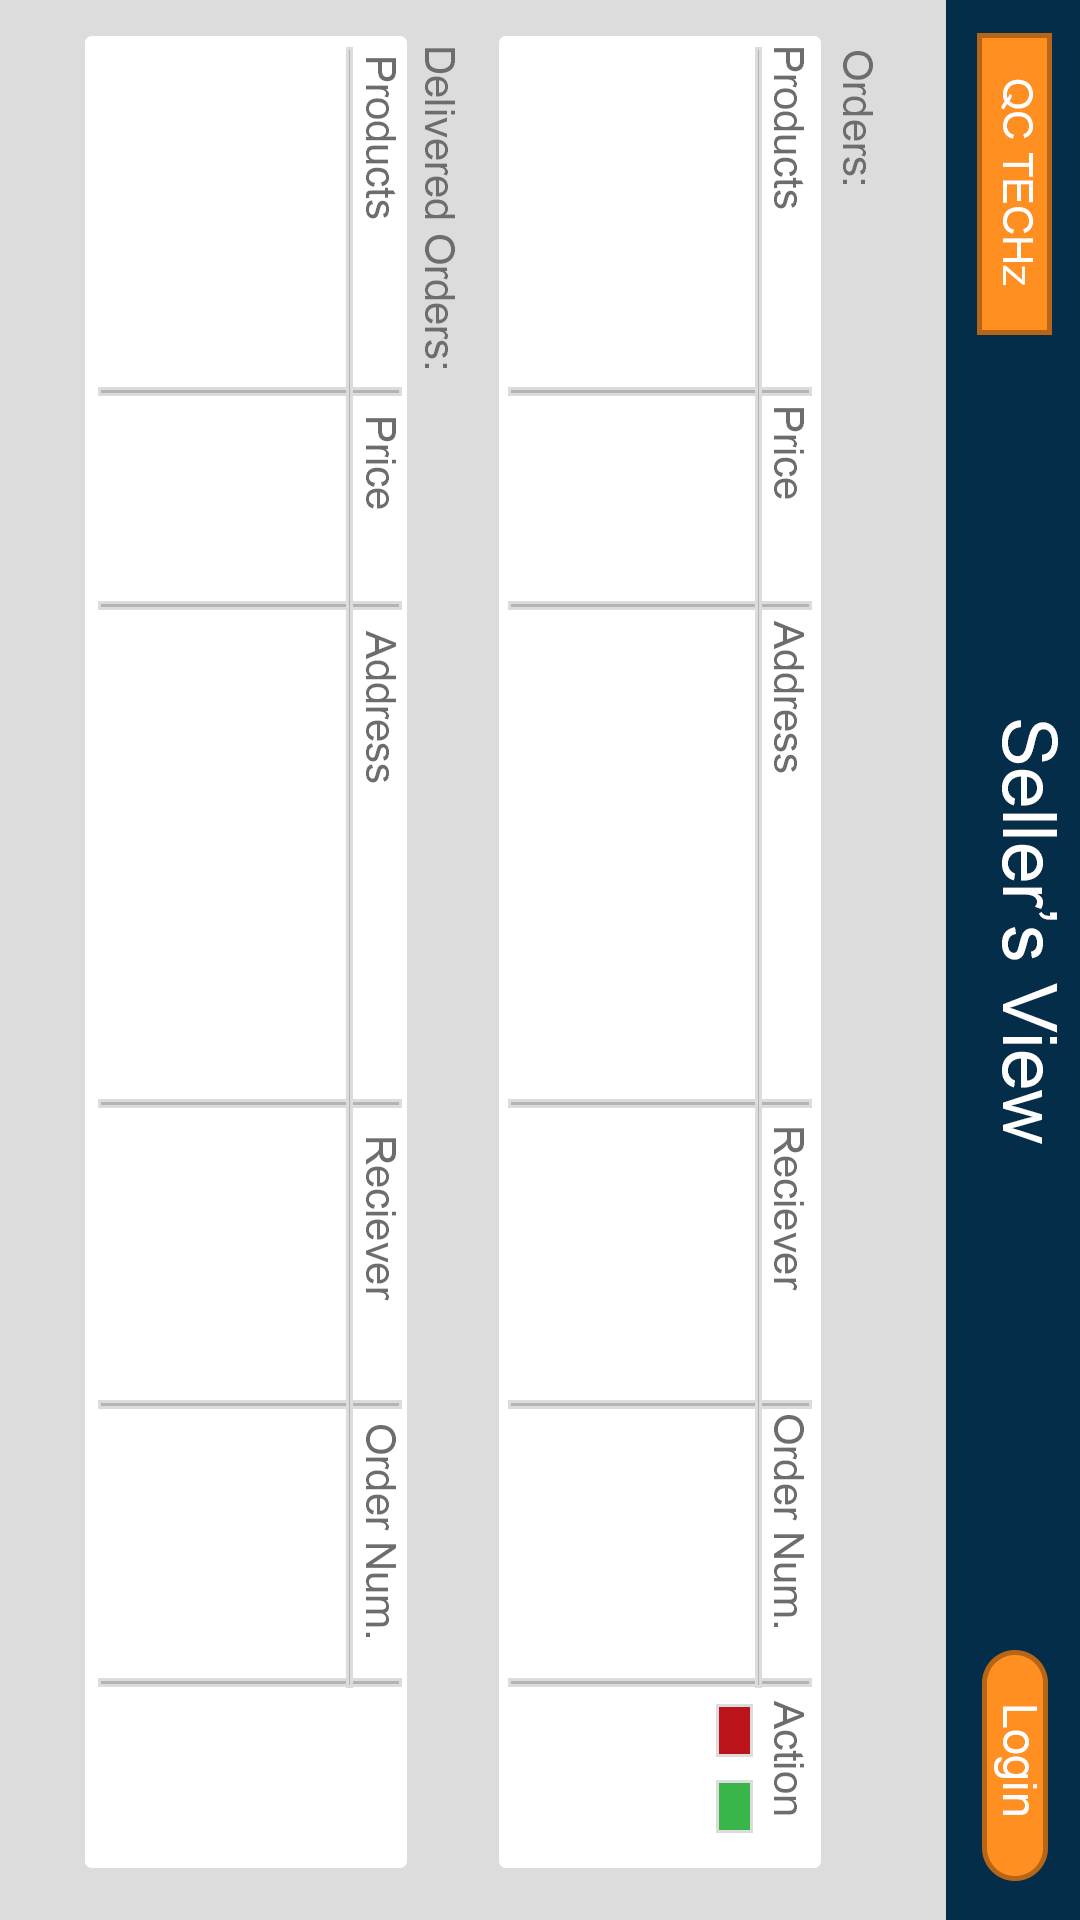 QC TECHz
Seller’s View
Login
Orders:
Products Price Address Reciever Order Num. Action
Delivered Orders:
Products Price Address Reciever Order Num.